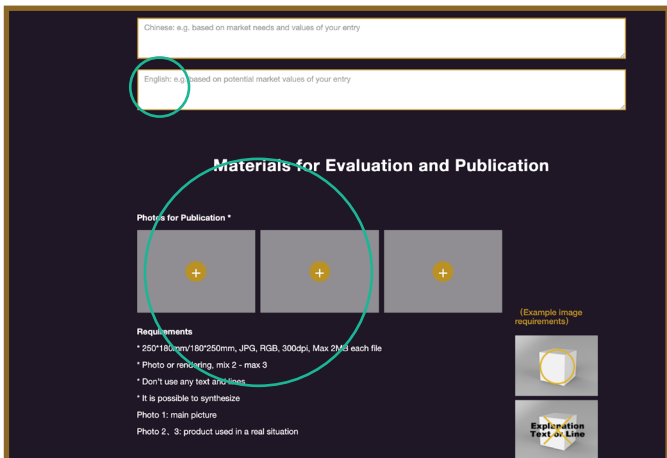 Chinese: e.g. based on market needs and values of your entry
English: e.g. based on potential market values of your entry
Materials for Evaluation and Publication
Photos for Publication *
(Example image
requirements)
Requirements
* 250*180mm/180*250mm, JPG, RGB, 300dpi, Max 2MB each file
* Photo or rendering, mix 2 - max 3
* Don't use any text and lines
* It is possible to synthesize
Photo 1: main picture
Photo 2、3: product used in a real situation
Explanation
Text or Line